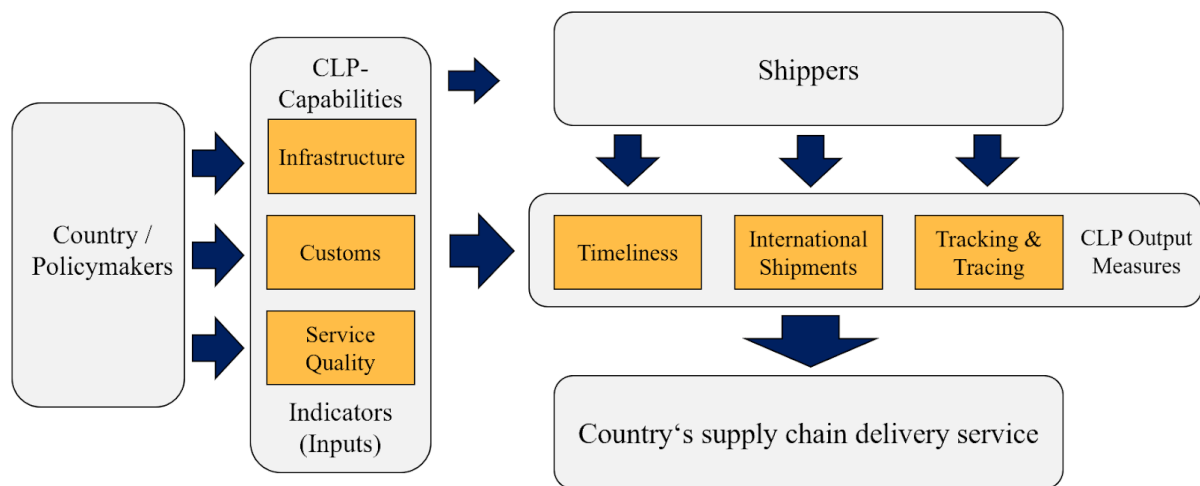 Country /
Policymakers
CLP-
Capabilities
Infrastructure
Customs
Service
Quality
Indicators
(Inputs)
Shippers
Timeliness
International
Shipments
Tracking &
Tracing
CLP Output
Measures
Country‘s supply chain delivery service